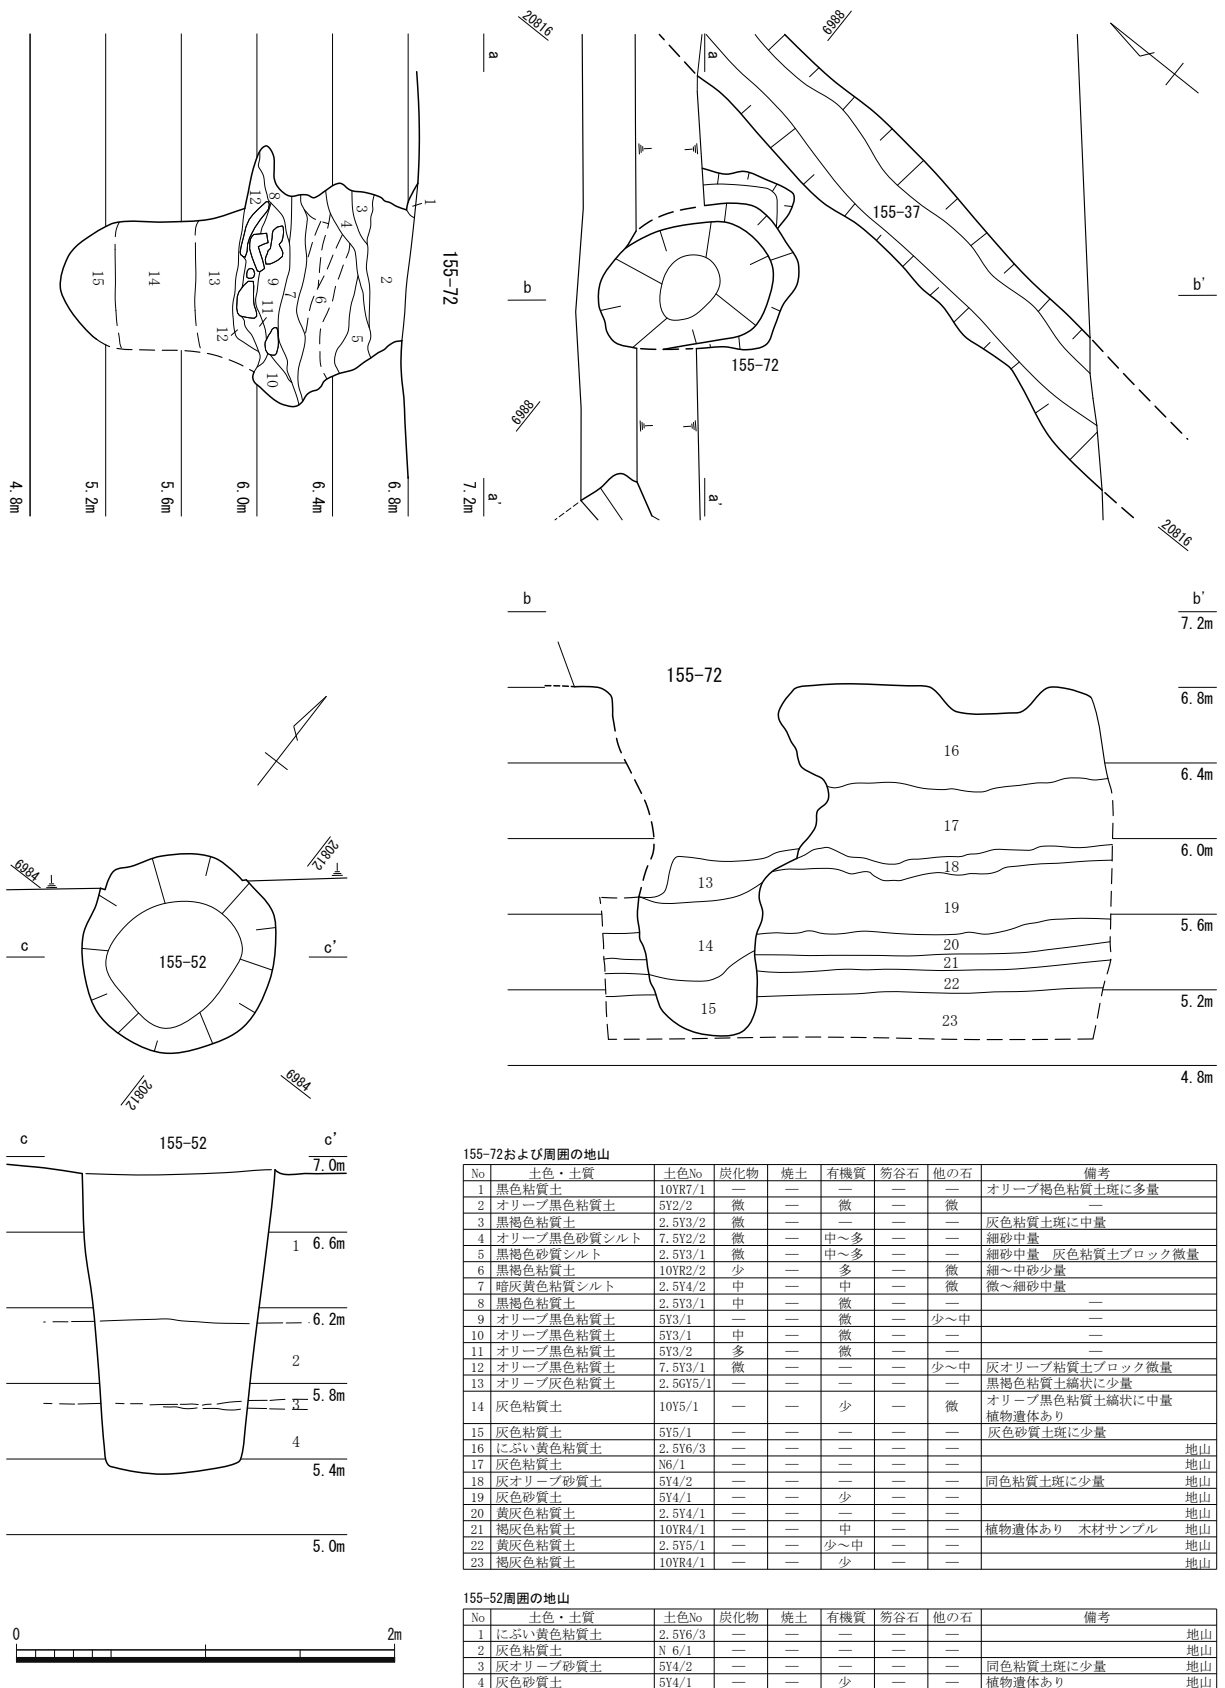 20816
6988
a
a
155-37
b
b'
155-72
6988
a'
a'
20816
1
2
3
4
5
6
7
8
9
10
11
12
12
13
14
15
155-72
4.8m
5.2m
5.6m
6.0m
6.4m
6.8m
7.2m
b
b'
7.2m
155-72
6.8m
16
6.4m
17
6.0m
18
13
19
5.6m
14
20
21
22
5.2m
15
23
4.8m
6984
20812
c
c'
155-52
20812
6984
c
155-52
c'
7.0m
1
6.6m
6.2m
2
5.8m
3
4
5.4m
5.0m
0
2m
155-72および周囲の地山
No 土色・土質 土色No 炭化物 焼土 有機質 笏谷石 他の石 備考
1 黒色粘質土 10YR7/1 — — — — — オリーブ褐色粘質土斑に多量
2 オリーブ黒色粘質土 5Y2/2 微 — 微 — 微 —
3 黒褐色粘質土 2.5Y3/2 微 — — — — 灰色粘質土斑に中量
4 オリーブ黒色砂質シルト 7.5Y2/2 微 — 中～多 — — 細砂中量
5 黒褐色砂質シルト 2.5Y3/1 微 — 中～多 — — 細砂中量 灰色粘質土ブロック微量
6 黒褐色粘質土 10YR2/2 少 — 多 — 微 細～中砂少量
7 暗灰黄色粘質シルト 2.5Y4/2 中 — 中 — 微 微～細砂中量
8 黒褐色粘質土 2.5Y3/1 中 — 微 — — —
9 オリーブ黒色粘質土 5Y3/1 — — 微 — 少～中 —
10 オリーブ黒色粘質土 5Y3/1 中 — 微 — — —
11 オリーブ黒色粘質土 5Y3/2 多 — 微 — — —
12 オリーブ黒色粘質土 7.5Y3/1 微 — — — 少～中 灰オリーブ粘質土ブロック微量
13 オリーブ灰色粘質土 2.5GY5/1 — — — — — 黒褐色粘質土縞状に少量
14 灰色粘質土 10Y5/1 — — 少 — 微 オリーブ黒色粘質土縞状に中量
植物遺体あり
15 灰色粘質土 5Y5/1 — — — — — 灰色砂質土斑に少量
16 にぶい黄色粘質土 2.5Y6/3 — — — — — 地山
17 灰色粘質土 N6/1 — — — — — 地山
18 灰オリーブ砂質土 5Y4/2 — — — — — 同色粘質土斑に少量 地山
19 灰色砂質土 5Y4/1 — — 少 — — 地山
20 黄灰色粘質土 2.5Y4/1 — — — — — 地山
21 褐灰色粘質土 10YR4/1 — — 中 — — 植物遺体あり 木材サンプル 地山
22 黄灰色粘質土 2.5Y5/1 — — 少～中 — — 地山
23 褐灰色粘質土 10YR4/1 — — 少 — — 地山
155-52周囲の地山
No 土色・土質 土色No 炭化物 焼土 有機質 笏谷石 他の石 備考
1 にぶい黄色粘質土 2.5Y6/3 — — — — — 地山
2 灰色粘質土 N 6/1 — — — — — 地山
3 灰オリーブ砂質土 5Y4/2 — — — — — 同色粘質土斑に少量 地山
4 灰色砂質土 5Y4/1 — — 少 — — 植物遺体あり 地山